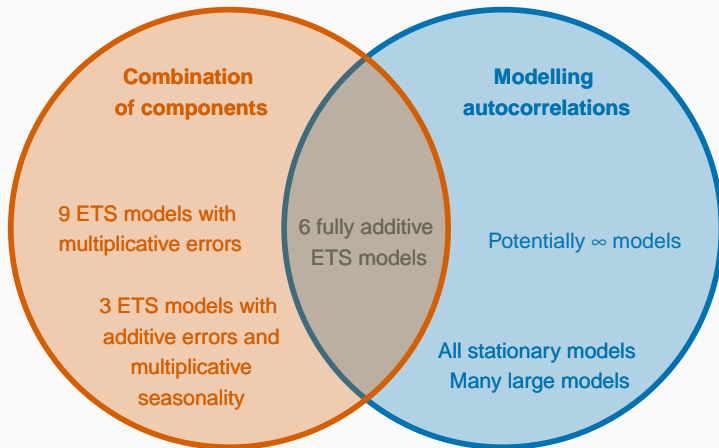 Combination
of components
Modelling
autocorrelations
9 ETS models with
multiplicative errors
6 fully additive
ETS models
Potentially ∞ models
3 ETS models with
additive errors and
multiplicative
seasonality
All stationary models
Many large models